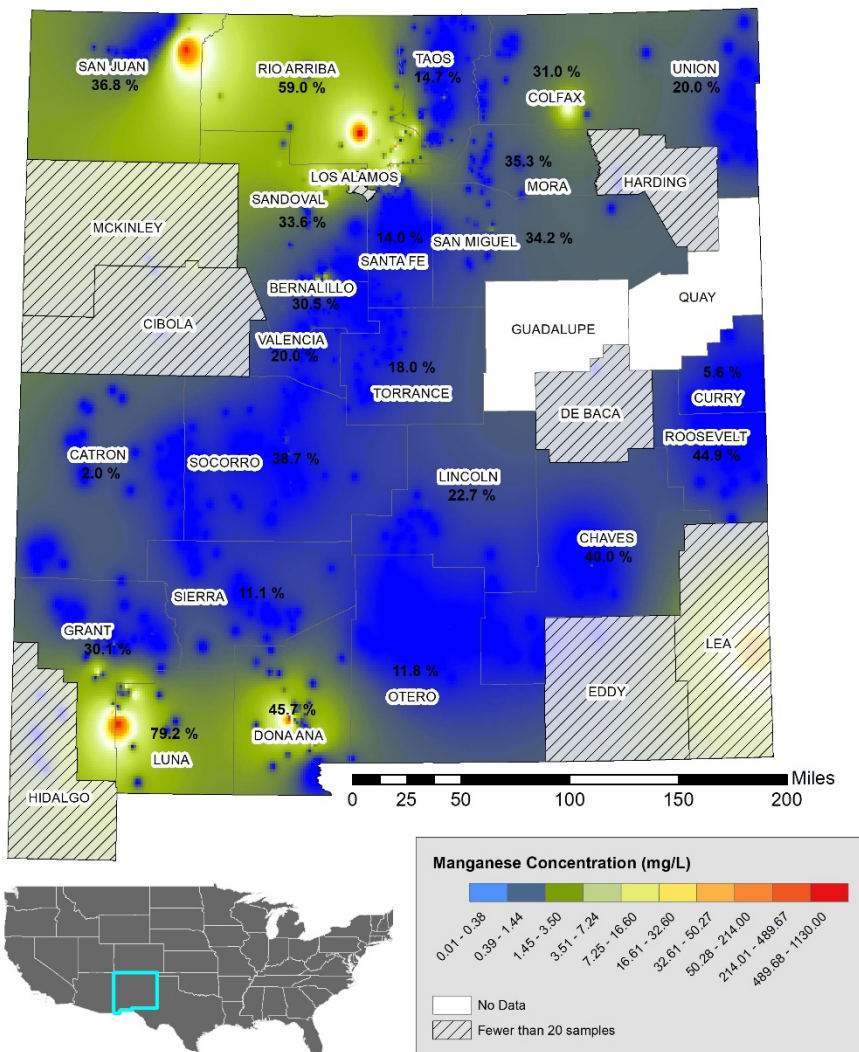 SAN JUAN
36.8 %
RIO ARRIBA
59.0 %
TAOS
14.7 %
31.0 %
COLFAX
UNION
20.0 %
LOS ALAMOS
35.3 %
MORA
HARDING
MCKINLEY
SANDOVAL
33.6 %
14.0 %
SANTA FE
SAN MIGUEL
34.2 %
BERNALILLO
30.5 %
CIBOLA
QUAY
GUADALUPE
VALENCIA
20.0 %
18.0 %
TORRANCE
5.6 %
CURRY
DE BACA
ROOSEVELT
44.9 %
CATRON
2.0 %
SOCORRO
38.7 %
LINCOLN
22.7 %
CHAVES
40.0 %
SIERRA
11.1 %
GRANT
30.1 %
LEA
11.8 %
OTERO
EDDY
45.7 %
DONA ANA
79.2 %
LUNA
HIDALGO
Miles
0 25 50 100 150 200
Manganese Concentration (mg/L)
0.01 - 0.38
0.39 - 1.44
1.45 - 3.50
3.51 - 7.24
7.25 - 16.60
16.61 - 32.60
32.61 - 50.27
50.28 - 214.00
214.01 - 489.67
489.68 - 1130.00
No Data
Fewer than 20 samples